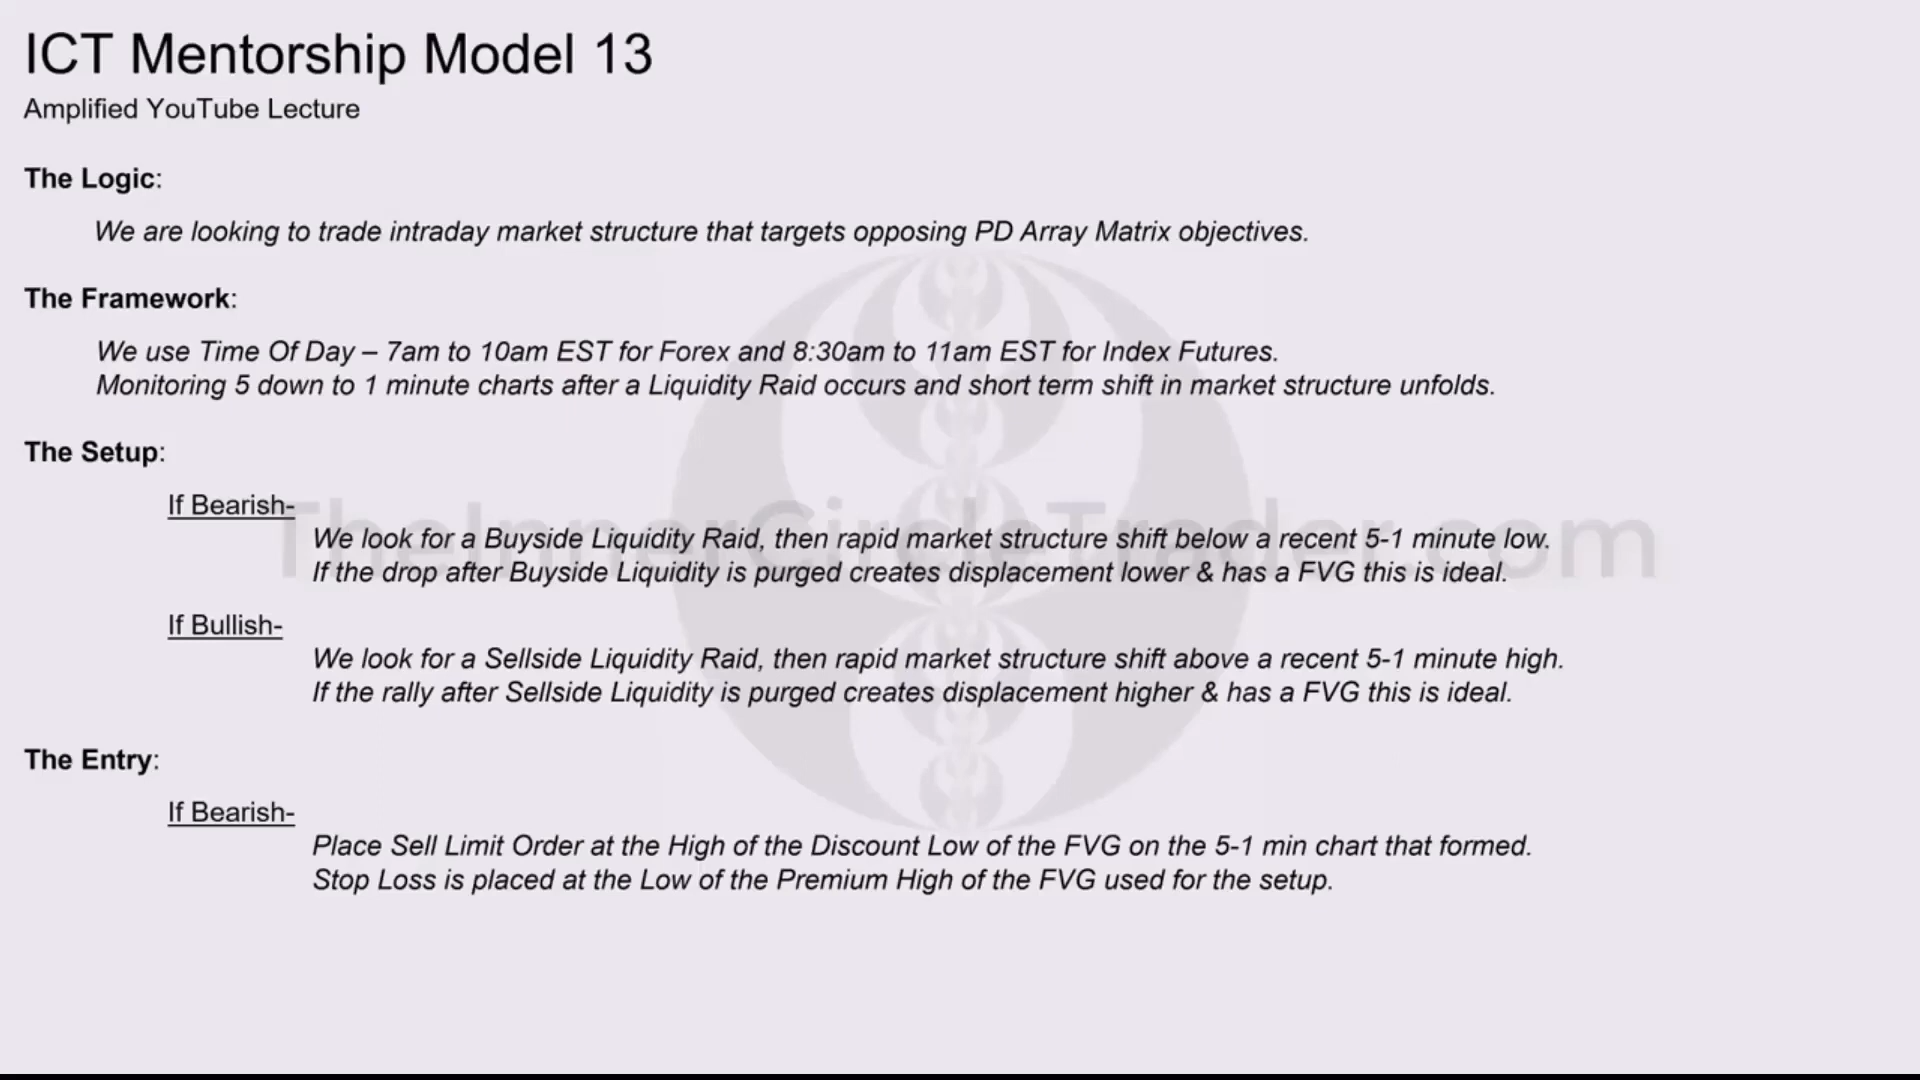 ICT Mentorship Model 13
Amplified YouTube Lecture
The Logic:
We are looking to trade intraday market structure that targets opposing PD Array Matrix objectives.
The Framework:
We use Time Of Day – 7am to 10am EST for Forex and 8:30am to 11am EST for Index Futures.
Monitoring 5 down to 1 minute charts after a Liquidity Raid occurs and short term shift in market structure unfolds.
The Setup:
If Bearish-
TheInnerCircleTrader.com
We look for a Buyside Liquidity Raid, then rapid market structure shift below a recent 5-1 minute low.
If the drop after Buyside Liquidity is purged creates displacement lower & has a FVG this is ideal.
If Bullish-
We look for a Sellside Liquidity Raid, then rapid market structure shift above a recent 5-1 minute high.
If the rally after Sellside Liquidity is purged creates displacement higher & has a FVG this is ideal.
The Entry:
If Bearish-
Place Sell Limit Order at the High of the Discount Low of the FVG on the 5-1 min chart that formed.
Stop Loss is placed at the Low of the Premium High of the FVG used for the setup.